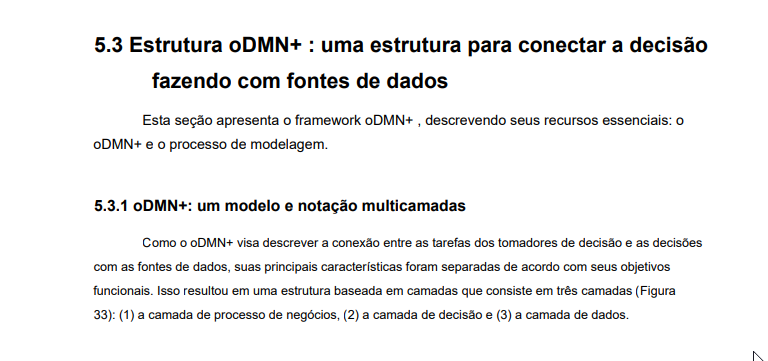 5.3 Estrutura oDMN+ : uma estrutura para conectar a decisão
fazendo com fontes de dados
Esta seção apresenta o framework oDMN+ , descrevendo seus recursos essenciais: o
oDMN+ e o processo de modelagem.
5.3.1 oDMN+: um modelo e notação multicamadas
Como o oDMN+ visa descrever a conexão entre as tarefas dos tomadores de decisão e as decisões
com as fontes de dados, suas principais características foram separadas de acordo com seus objetivos
funcionais. Isso resultou em uma estrutura baseada em camadas que consiste em três camadas (Figura
33): (1) a camada de processo de negócios, (2) a camada de decisão e (3) a camada de dados.